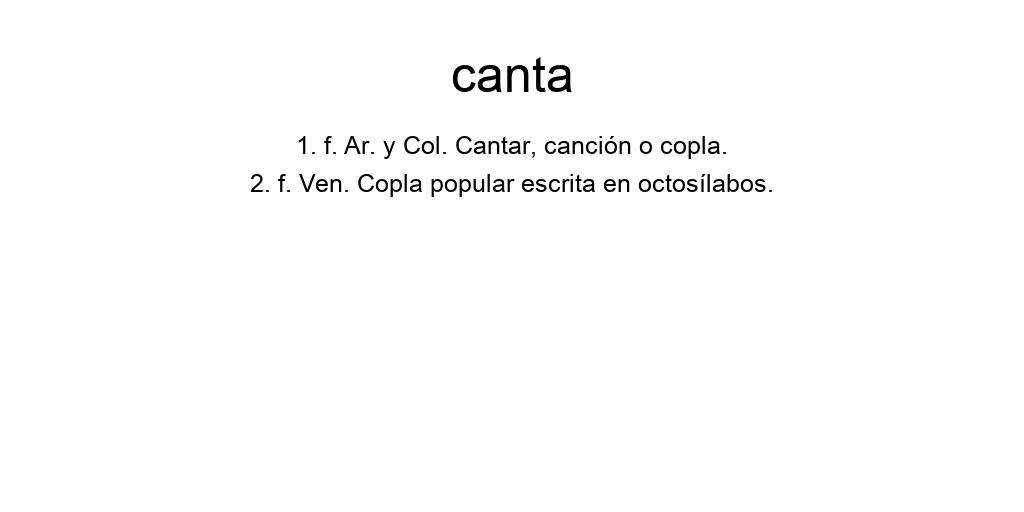 canta
1. f. Ar. y Col. Cantar, canción o copla.
2. f. Ven. Copla popular escrita en octosílabos.